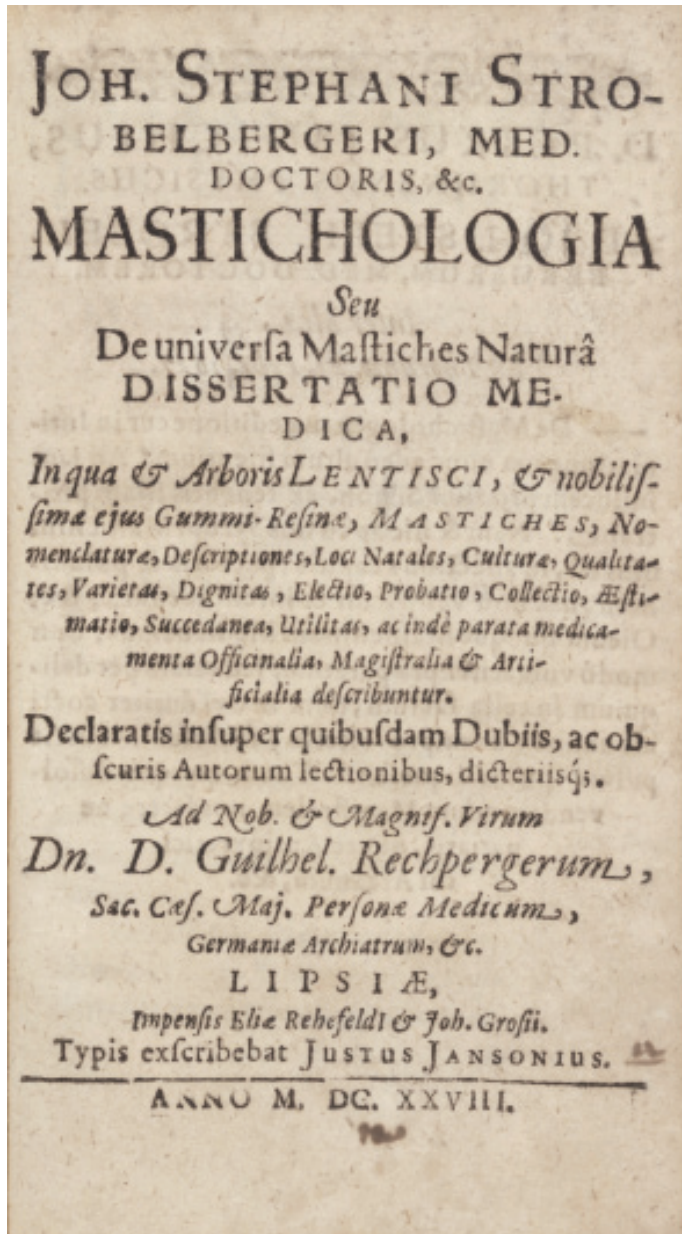 JOH. STEPHANI STRO-
BELBERGERI, MED.
DOCTORIS, &c.
MASTICHOLOGIA
Seu
De universa Mastiches Naturâ
DISSERTATIO ME-
DICA,
In qua & Arboris LENTISCI, & nobilis-
simæ ejus Gummi-Resinæ, MASTICHES, No-
menclaturæ, Descriptiones, Loci Natales, Culturæ, Qualita-
tes, Varietas, Dignitas, Electio, Probatio, Collectio, Æsti-
matio, Succedanea, Utilitas, ac indè parata medica-
menta Officinalia, Magistralia & Arti-
ficialia describuntur.
Declaratis insuper quibusdam Dubiis, ac ob-
scuris Autorum lectionibus, dicteriisq́;.
Ad Nob. & Magnif. Virum
Dn. D. Guilhel. Rechpergerum,
Sac. Cæs. Maj. Personæ Medicum,
Germaniæ Archiatrum, &c.
LIPSIÆ,
Impensis Eliæ Rehefeldi & Joh. Grosii.
Typis exscribebat JUSTUS JANSONIUS.
ANNO M. DC. XXVIII.